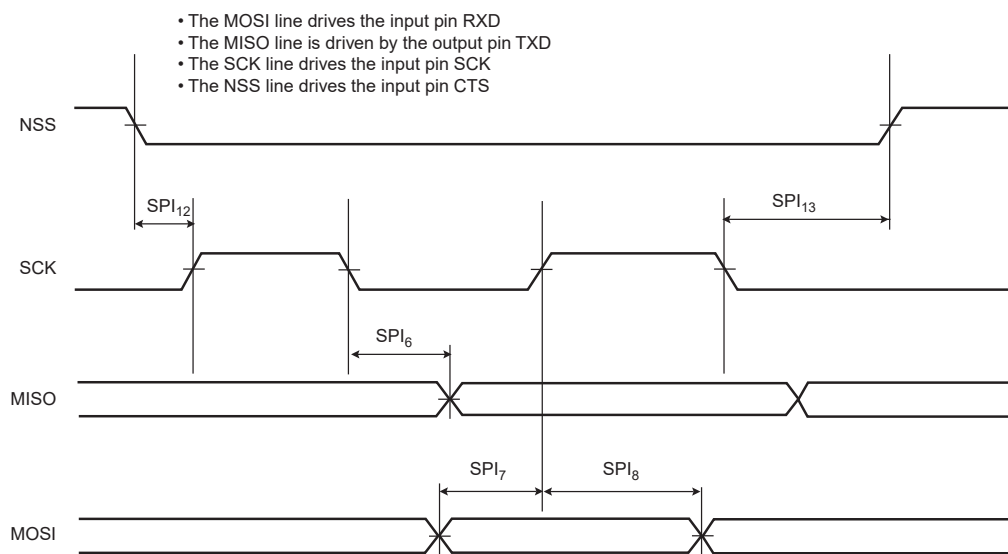 • The MOSI line drives the input pin RXD
• The MISO line is driven by the output pin TXD
• The SCK line drives the input pin SCK
• The NSS line drives the input pin CTS
NSS
SPI12
SPI13
SCK
SPI6
MISO
SPI7
SPI8
MOSI